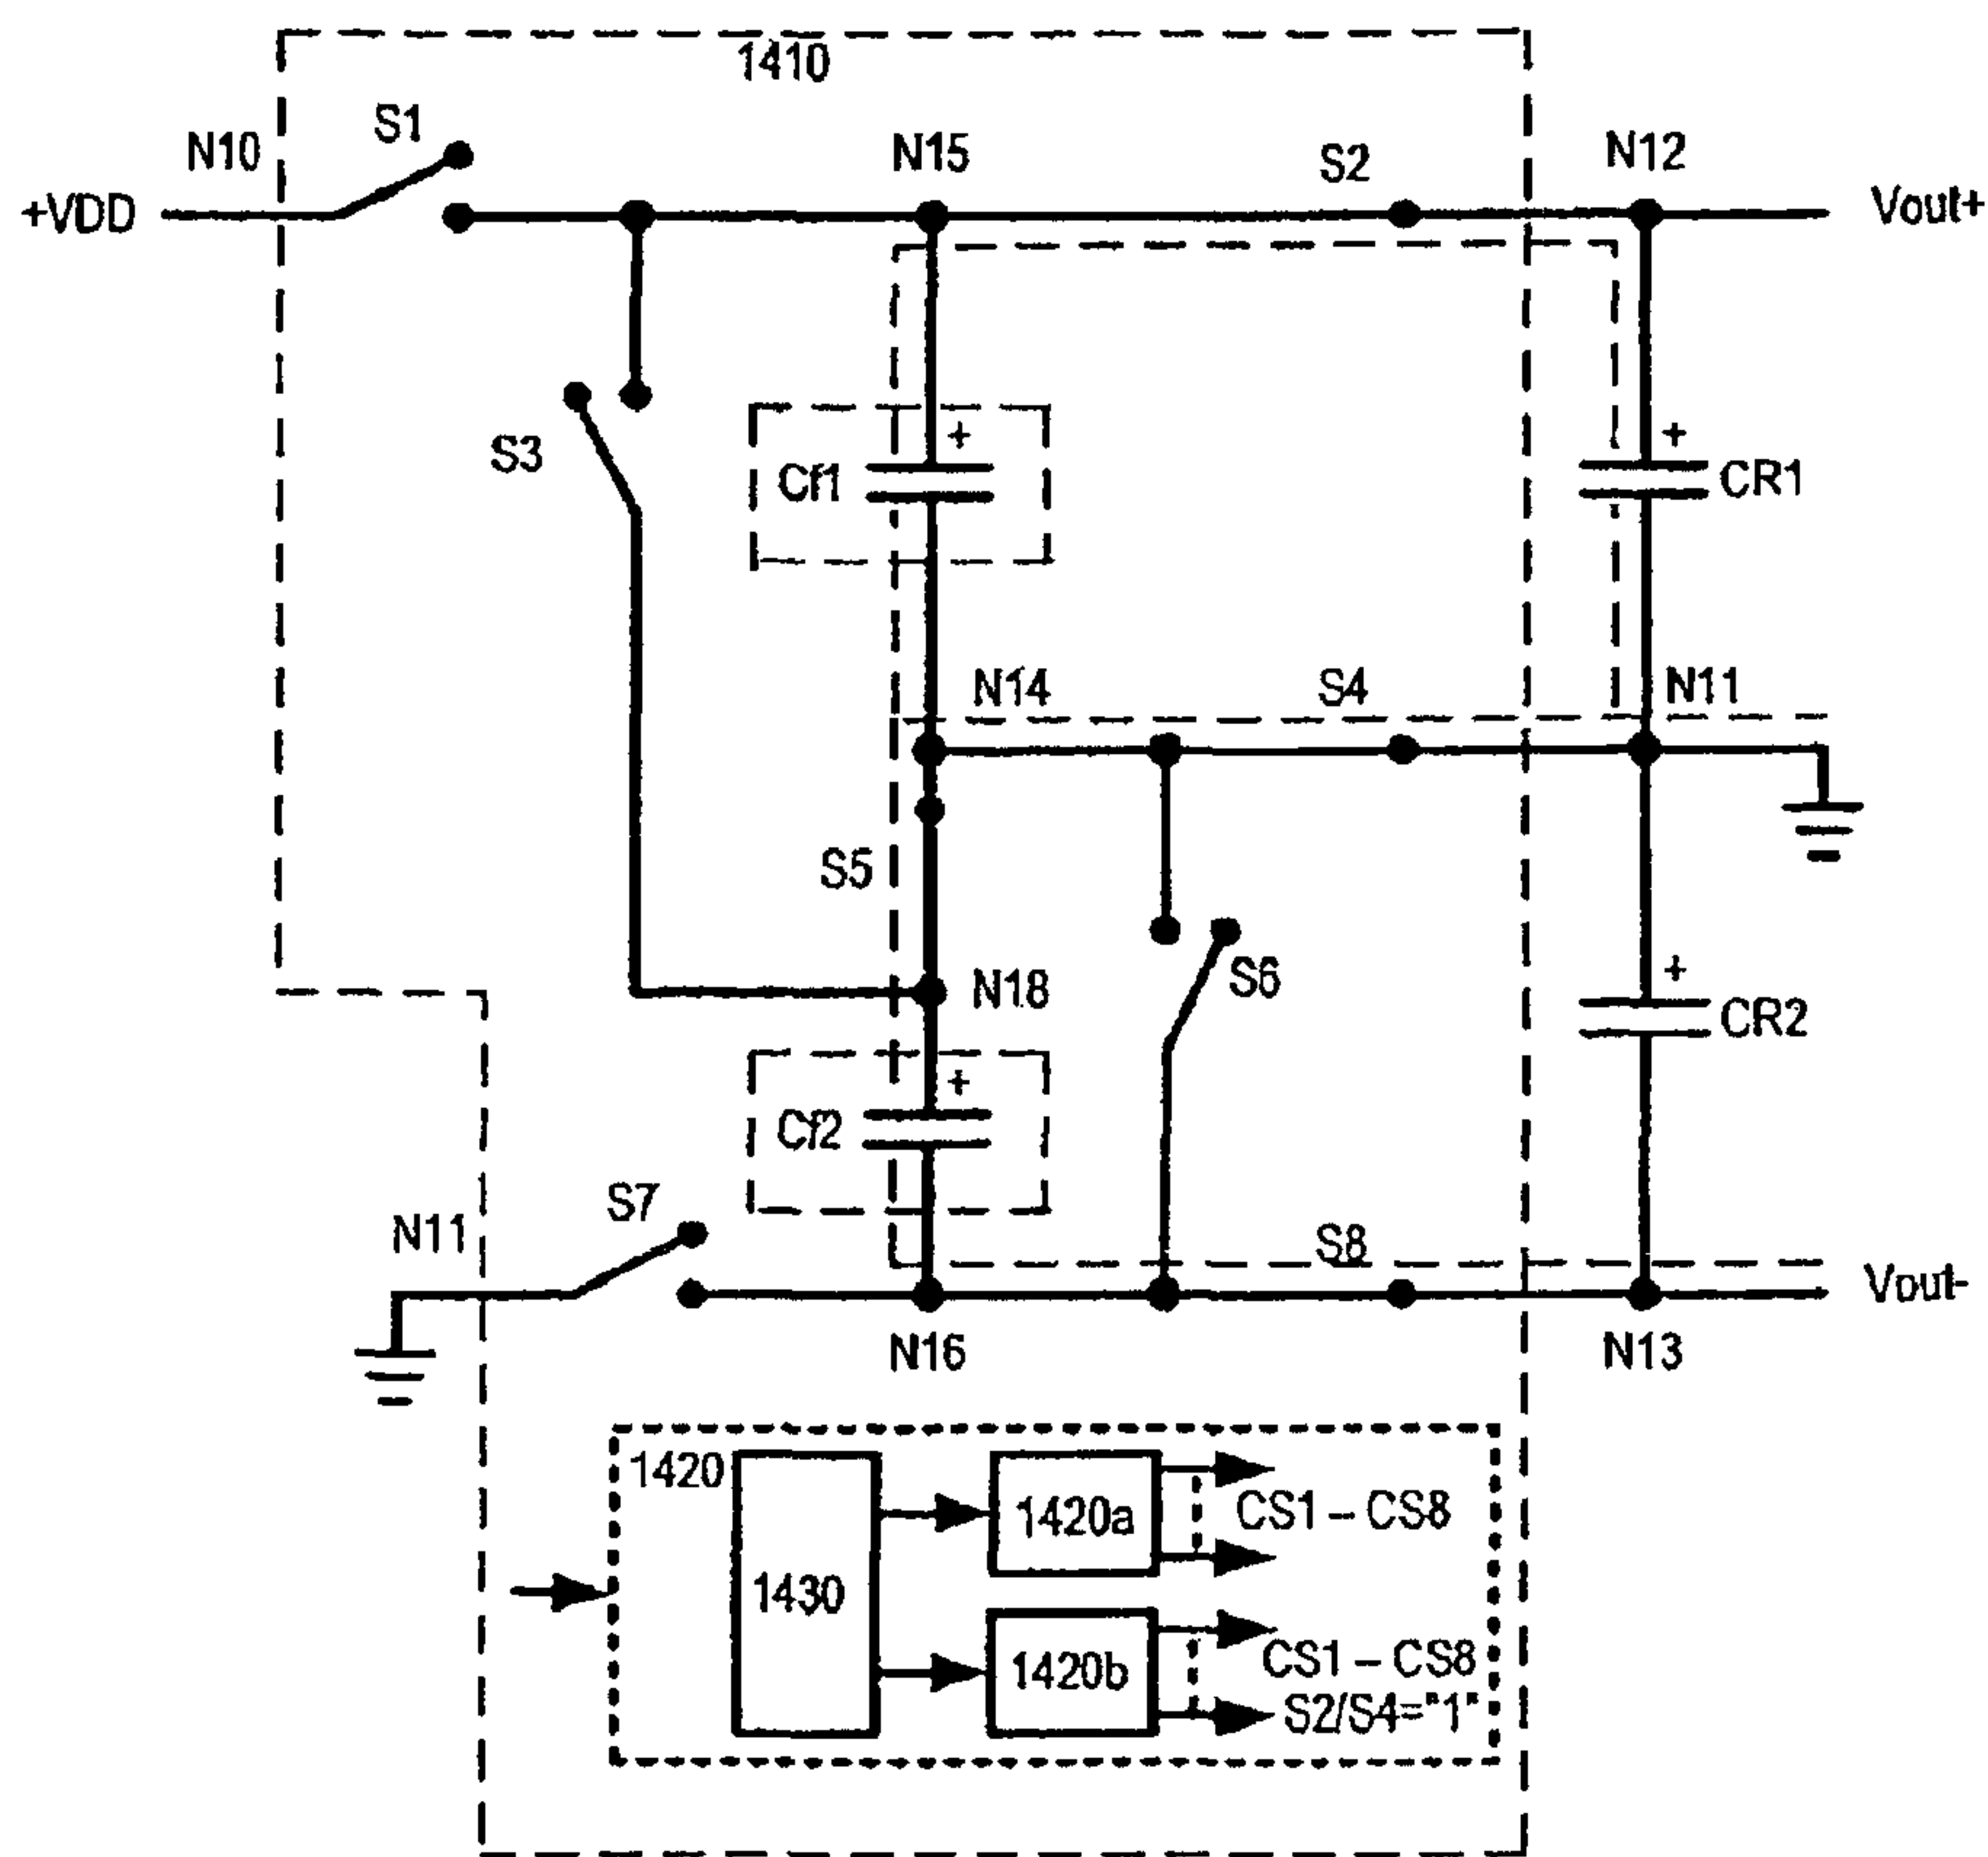 1410
S1
N10
N15
S2
N12
+VDD
Vout+
+
+
S3
Cf1
CR1
N14
S4
N11
S5
N18
S6
+
+
CR2
Cf2
S7
N11
S8
Vout-
N16
N13
1420
1420a
CS1 – CS8
1430
1420b
CS1 – CS8
S2/S4="1"